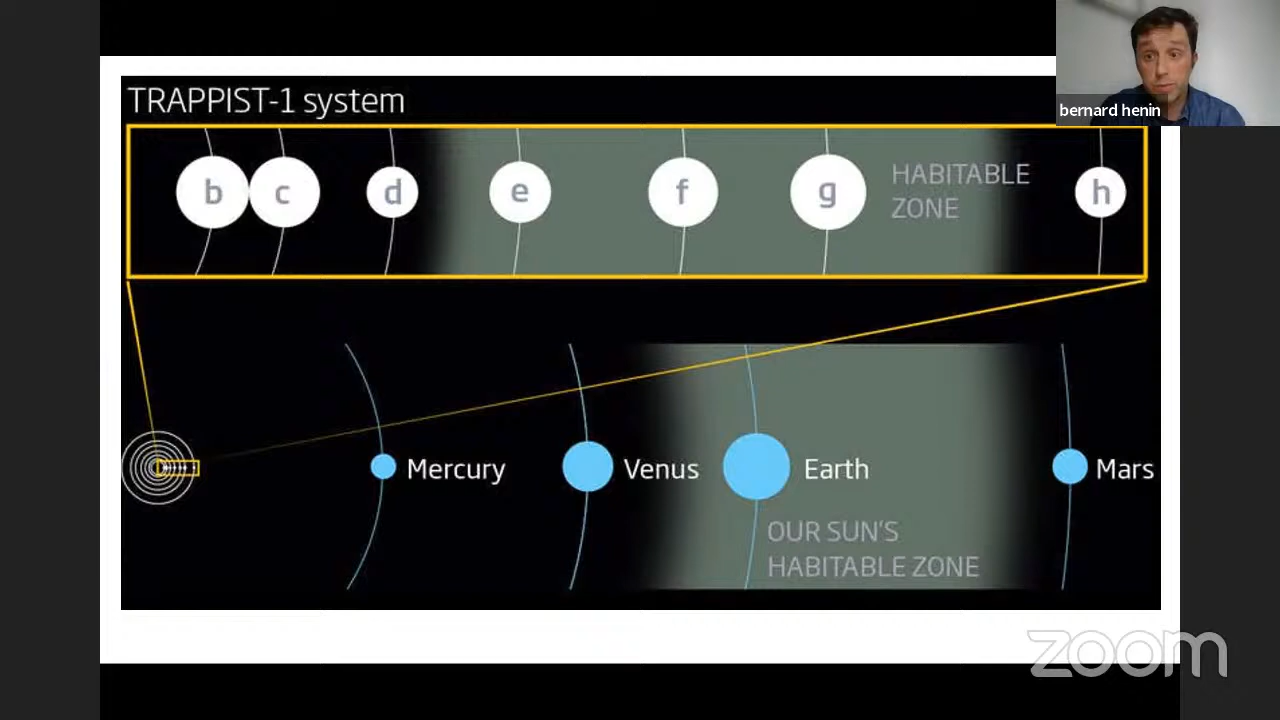 TRAPPIST-1 system
bernard henin
b c d e f g h
HABITABLE
ZONE
Mercury Venus Earth Mars
OUR SUN'S
HABITABLE ZONE
zoom